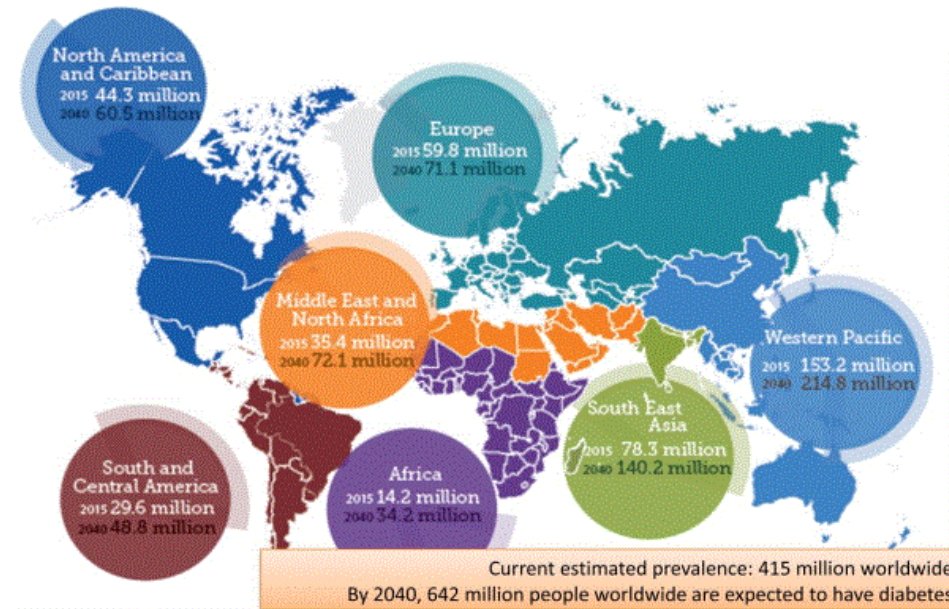 North America
and Caribbean
2015 44.3 million
2040 60.5 million
Europe
2015 59.8 million
2040 71.1 million
Middle East and
North Africa
2015 35.4 million
2040 72.1 million
Western Pacific
2015 153.2 million
2040 214.8 million
South East
Asia
2015 78.3 million
2040 140.2 million
South and
Central America
2015 29.6 million
2040 48.8 million
Africa
2015 14.2 million
2040 34.2 million
Current estimated prevalence: 415 million worldwide
By 2040, 642 million people worldwide are expected to have diabetes